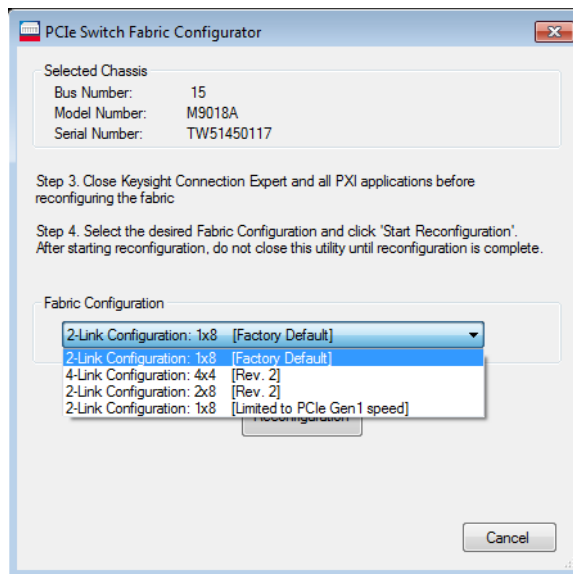 PCIe Switch Fabric Configurator
Selected Chassis
Bus Number: 15
Model Number: M9018A
Serial Number: TW51450117
Step 3. Close Keysight Connection Expert and all PXI applications before
reconfiguring the fabric
Step 4. Select the desired Fabric Configuration and click 'Start Reconfiguration'.
After starting reconfiguration, do not close this utility until reconfiguration is complete.
Fabric Configuration
2-Link Configuration: 1x8 [Factory Default]
2-Link Configuration: 1x8 [Factory Default]
4-Link Configuration: 4x4 [Rev. 2]
2-Link Configuration: 2x8 [Rev. 2]
2-Link Configuration: 1x8 [Limited to PCIe Gen1 speed]
Reconfiguration
Cancel